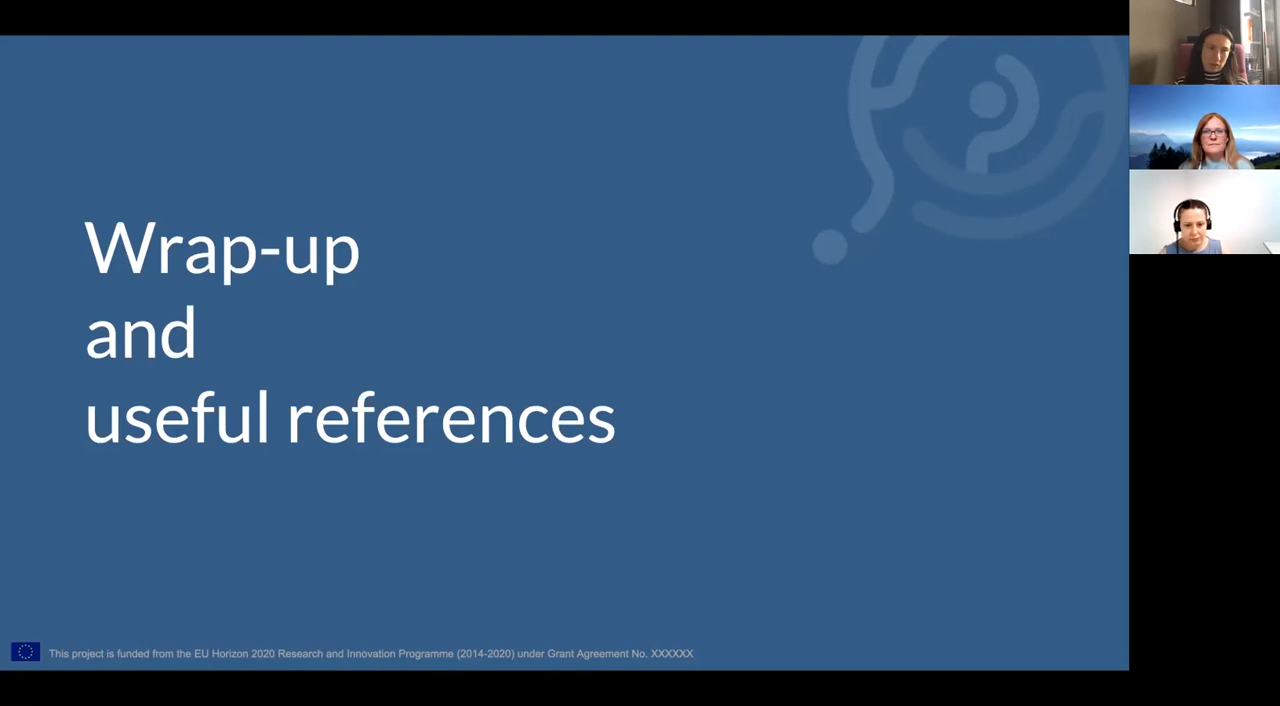 Wrap-up
and
useful references
This project is funded from the EU Horizon 2020 Research and Innovation Programme (2014-2020) under Grant Agreement No. XXXXXX